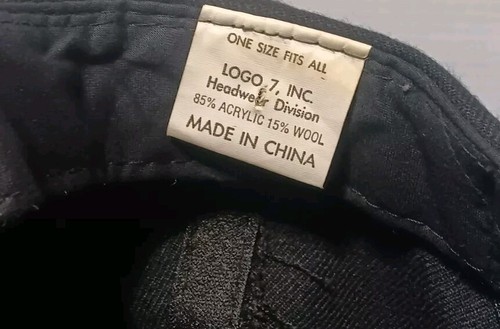 ONE SIZE FITS ALL
LOGO 7, INC.
Headwear Division
85% ACRYLIC 15% WOOL
MADE IN CHINA